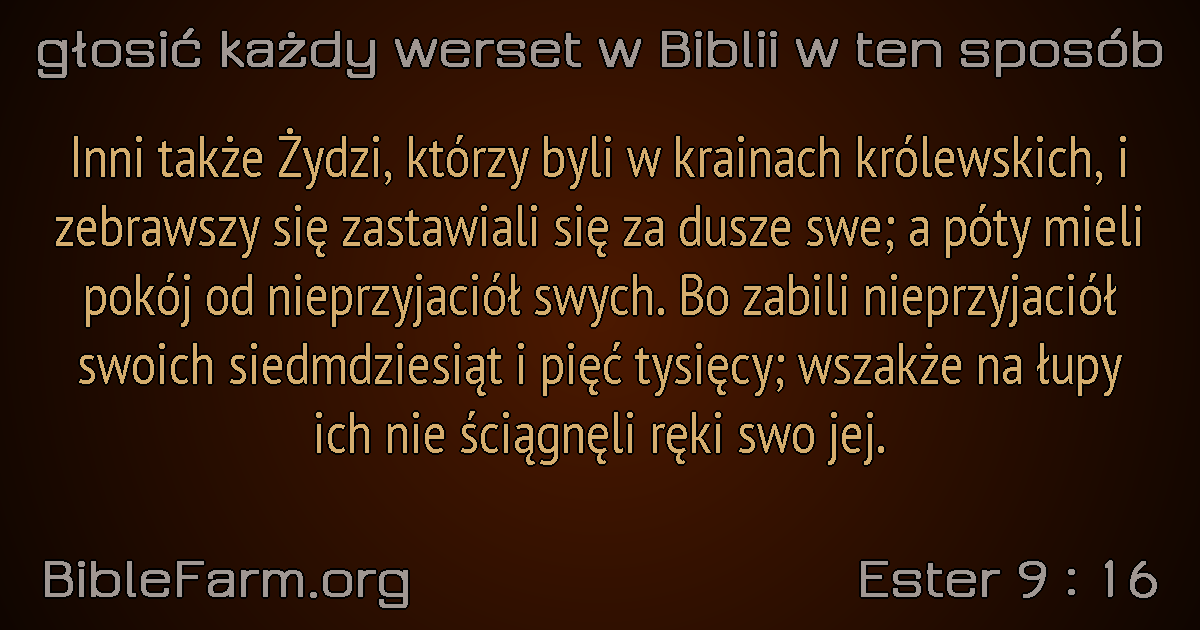 głosić każdy werset w Biblii w ten sposób
Inni także Żydzi, którzy byli w krainach królewskich, i
zebrawszy się zastawiali się za dusze swe; a póty mieli
pokój od nieprzyjaciół swych. Bo zabili nieprzyjaciół
swoich siedmdziesiąt i pięć tysięcy; wszakże na łupy
ich nie ściągnęli ręki swo jej.
BibleFarm.org
Ester 9 : 16